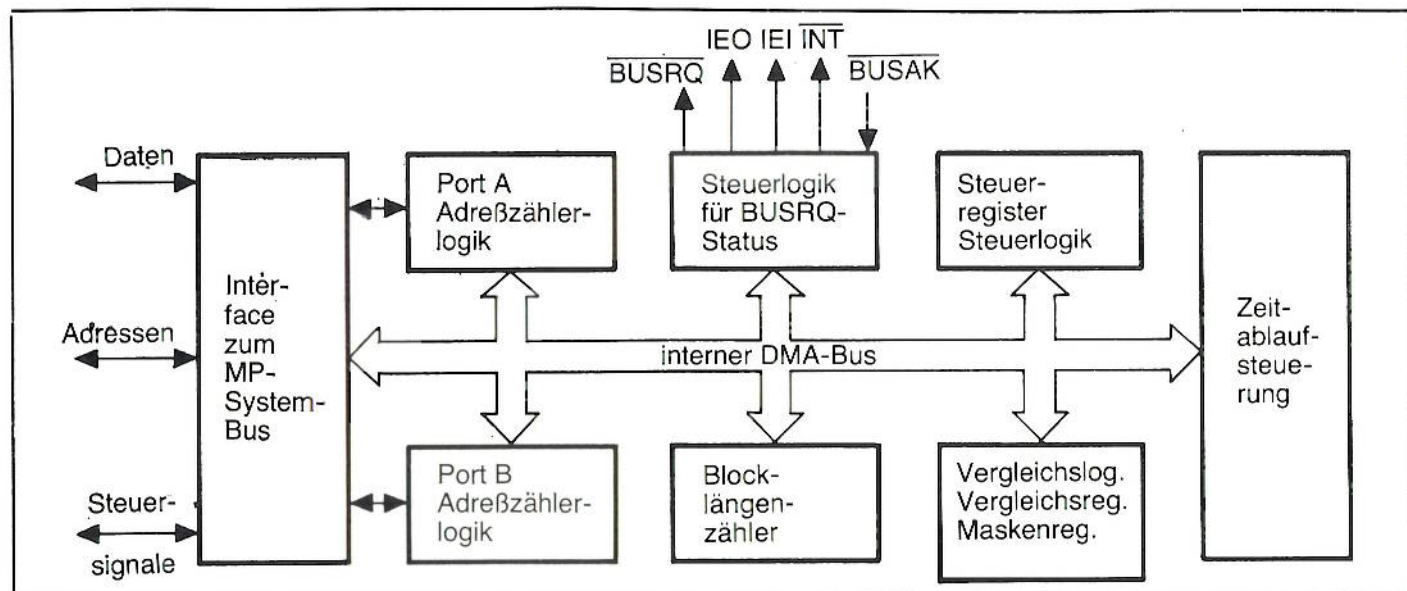 IEO IEI INT
BUSRQ
BUSAK
Daten
Adressen
Steuer-
signale
Inter-
face
zum
MP-
System-
Bus
Port A
Adreßzähler-
logik
Steuerlogik
für BUSRQ-
Status
Steuer-
register
Steuerlogik
interner DMA-Bus
Port B
Adreßzähler-
logik
Block-
längen-
zähler
Vergleichslog.
Vergleichsreg.
Maskenreg.
Zeit-
ablauf-
steue-
rung